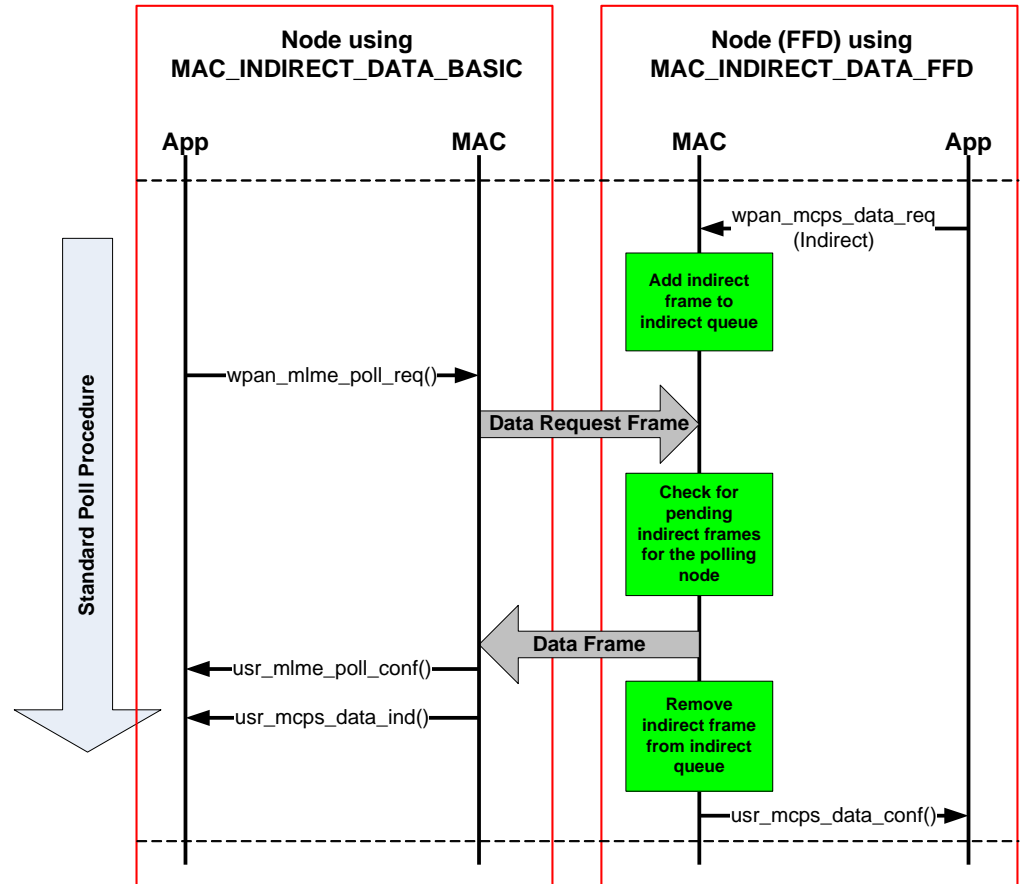 Node using
MAC_INDIRECT_DATA_BASIC
Node (FFD) using
MAC_INDIRECT_DATA_FFD
App
MAC
MAC
App
wpan_mcps_data_req
(Indirect)
Add indirect
frame to
indirect queue
wpan_mlme_poll_req()
Data Request Frame
Check for
pending
indirect frames
for the polling
node
Standard Poll Procedure
Data Frame
usr_mlme_poll_conf()
usr_mcps_data_ind()
Remove
indirect frame
from indirect
queue
usr_mcps_data_conf()